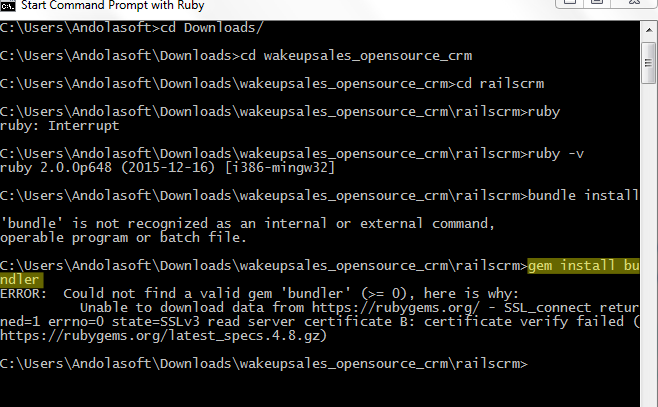 Start Command Prompt with Ruby
C:\Users\Andolasoft>cd Downloads/
C:\Users\Andolasoft\Downloads>cd wakeupsales_opensource_crm
C:\Users\Andolasoft\Downloads\wakeupsales_opensource_crm>cd railscrm
C:\Users\Andolasoft\Downloads\wakeupsales_opensource_crm\railscrm>ruby
ruby: Interrupt
C:\Users\Andolasoft\Downloads\wakeupsales_opensource_crm\railscrm>ruby -v
ruby 2.0.0p648 (2015-12-16) [i386-mingw32]
C:\Users\Andolasoft\Downloads\wakeupsales_opensource_crm\railscrm>bundle install
'bundle' is not recognized as an internal or external command,
operable program or batch file.
C:\Users\Andolasoft\Downloads\wakeupsales_opensource_crm\railscrm>gem install bu
ndler
ERROR:  Could not find a valid gem 'bundler' (>= 0), here is why:
          Unable to download data from https://rubygems.org/ - SSL_connect retur
ned=1 errno=0 state=SSLv3 read server certificate B: certificate verify failed (
https://rubygems.org/latest_specs.4.8.gz)
C:\Users\Andolasoft\Downloads\wakeupsales_opensource_crm\railscrm>